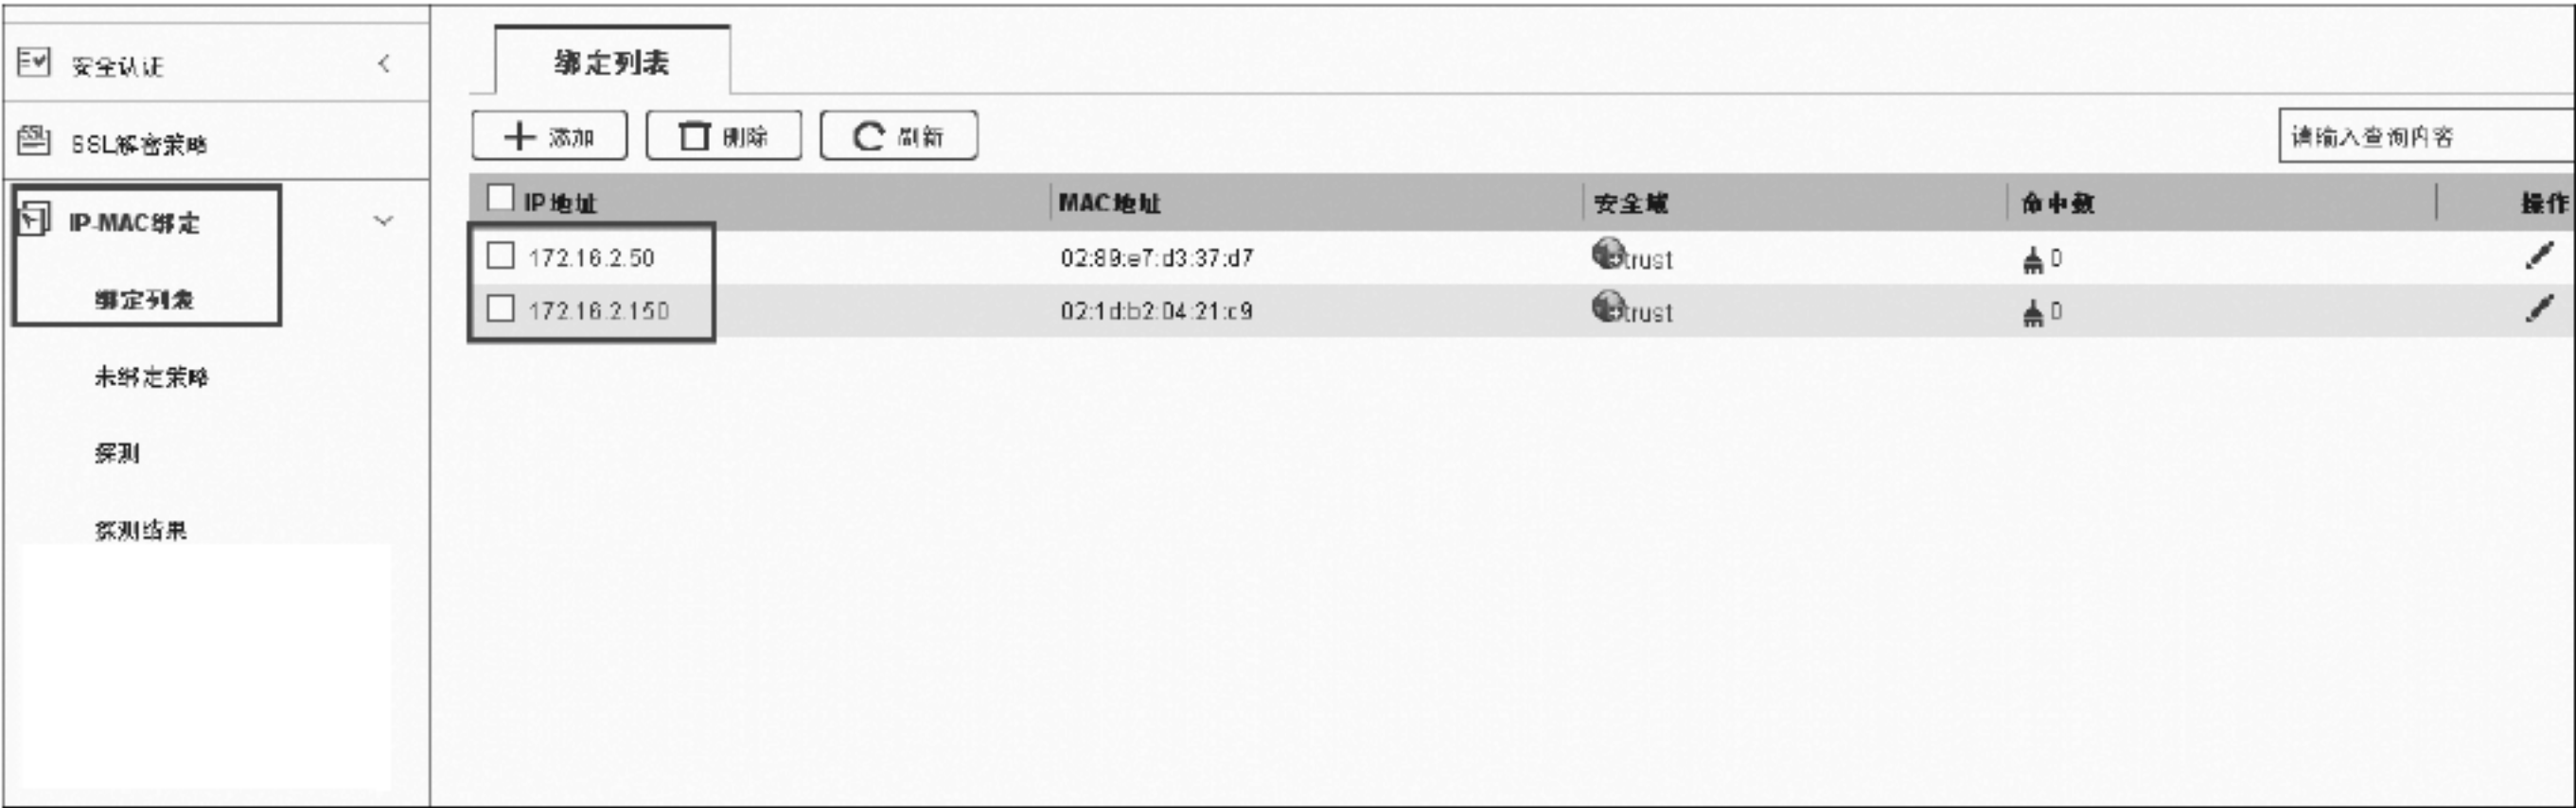 安全认证
SSL解密策略
IP-MAC绑定
绑定列表
未绑定策略
探测
探测结果
绑定列表
添加 删除 刷新 请输入查询内容
IP地址 MAC地址 安全域 命中数 操作
172.16.2.50 02:89:e7:d3:37:d7 trust 0
172.16.2.150 02:1d:b2:04:21:c9 trust 0